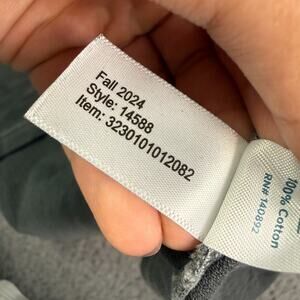 Fall 2024
Style: 14588
Item: 3230101012082
100% Cotton
RN# 140892